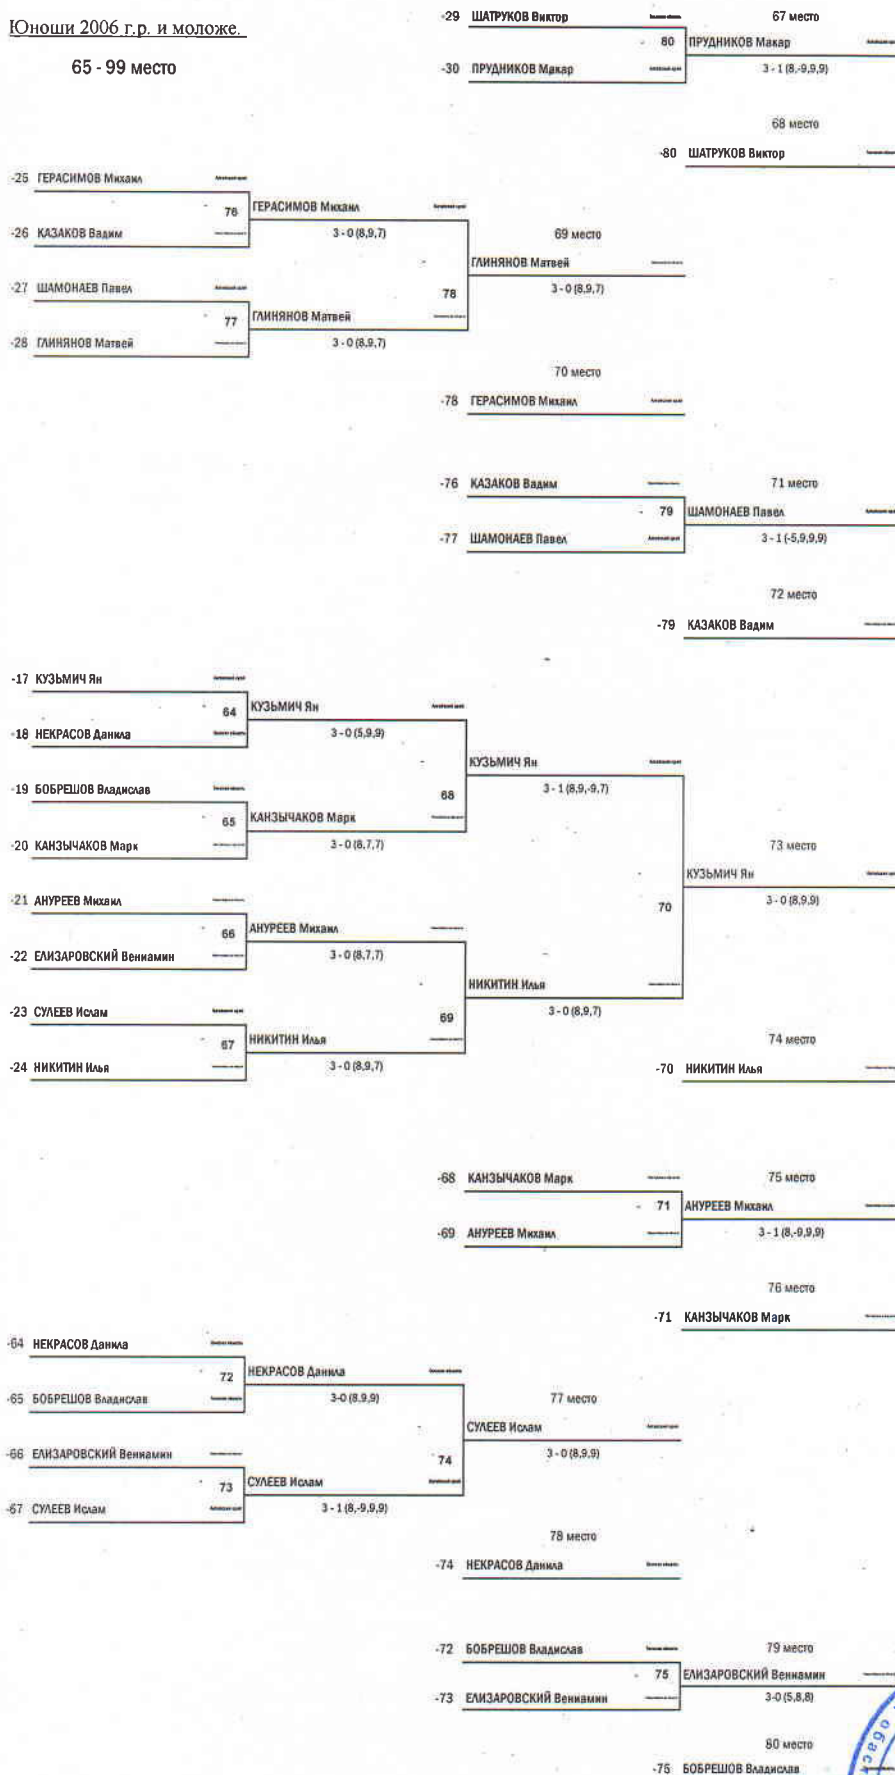 Юноши 2006 г.р. и моложе.
65 - 99 место
-29 ШАТРУКОВ Виктор
67 место
80 ПРУДНИКОВ Макар
-30 ПРУДНИКОВ Макар
3 - 1 (8,-9,9,9)
68 место
-80 ШАТРУКОВ Виктор
-25 ГЕРАСИМОВ Михаил
76 ГЕРАСИМОВ Михаил
-26 КАЗАКОВ Вадим
3 - 0 (8,9,7)
69 место
ГЛИНЯНОВ Матвей
-27 ШАМОНАЕВ Павел
78
3 - 0 (8,9,7)
77 ГЛИНЯНОВ Матвей
-28 ГЛИНЯНОВ Матвей
3 - 0 (8,9,7)
70 место
-78 ГЕРАСИМОВ Михаил
-76 КАЗАКОВ Вадим
71 место
79 ШАМОНАЕВ Павел
-77 ШАМОНАЕВ Павел
3 - 1 (-5,9,9,9)
72 место
-79 КАЗАКОВ Вадим
-17 КУЗЬМИЧ Ян
64 КУЗЬМИЧ Ян
-18 НЕКРАСОВ Данила
3 - 0 (5,9,9)
КУЗЬМИЧ Ян
-19 БОБРЕШОВ Владислав
68
3 - 1 (8,9,-9,7)
65 КАНЗЫЧАКОВ Марк
-20 КАНЗЫЧАКОВ Марк
3 - 0 (8,7,7)
73 место
КУЗЬМИЧ Ян
-21 АНУРЕЕВ Михаил
70
3 - 0 (8,9,9)
66 АНУРЕЕВ Михаил
-22 ЕЛИЗАРОВСКИЙ Вениамин
3 - 0 (8,7,7)
НИКИТИН Илья
-23 СУЛЕЕВ Ислам
69
3 - 0 (8,9,7)
67 НИКИТИН Илья
74 место
-24 НИКИТИН Илья
3 - 0 (8,9,7)
-70 НИКИТИН Илья
-68 КАНЗЫЧАКОВ Марк
75 место
71 АНУРЕЕВ Михаил
-69 АНУРЕЕВ Михаил
3 - 1 (8,-9,9,9)
76 место
-71 КАНЗЫЧАКОВ Марк
-64 НЕКРАСОВ Данила
72 НЕКРАСОВ Данила
-65 БОБРЕШОВ Владислав
3-0 (8,9,9)
77 место
СУЛЕЕВ Ислам
-66 ЕЛИЗАРОВСКИЙ Вениамин
74
3 - 0 (8,9,9)
73 СУЛЕЕВ Ислам
-67 СУЛЕЕВ Ислам
3 - 1 (8,-9,9,9)
78 место
-74 НЕКРАСОВ Данила
-72 БОБРЕШОВ Владислав
79 место
75 ЕЛИЗАРОВСКИЙ Вениамин
-73 ЕЛИЗАРОВСКИЙ Вениамин
3-0 (5,8,8)
80 место
-75 БОБРЕШОВ Владислав